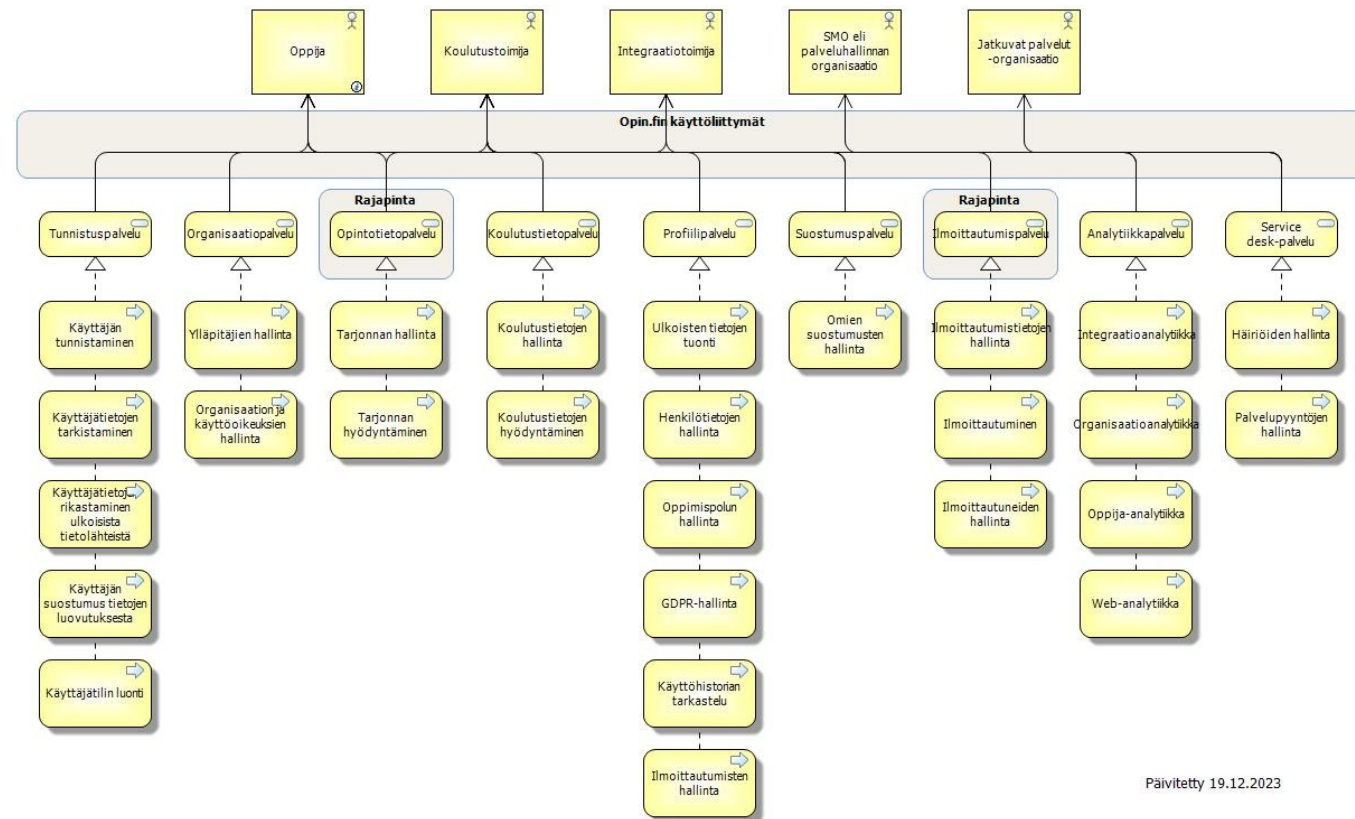 Oppija
Koulutustoimija
Integraatiotoimija
SMO eli
palveluhallinnan
organisaatio
Jatkuvat palvelut
-organisaatio
Opin.fin käyttöliittymät
Rajapinta
Rajapinta
Tunnistuspalvelu
Organisaatiopalvelu
Opintotietopalvelu
Koulutustietopalvelu
Profiilipalvelu
Suostumuspalvelu
Ilmoittautumispalvelu
Analytiikkapalvelu
Service
desk-palvelu
Käyttäjän
tunnistaminen
Ylläpitäjien hallinta
Tarjonnan hallinta
Koulutustietojen
hallinta
Ulkoisten tietojen
tuonti
Omien
suostumusten
hallinta
Ilmoittautumistietojen
hallinta
Integraatioanalytiikka
Häiriöiden hallinta
Käyttäjätietojen
tarkistaminen
Organisaation ja
käyttöoikeuksien
hallinta
Tarjonnan
hyödyntäminen
Koulutustietojen
hyödyntäminen
Henkilötietojen
hallinta
Ilmoittautuminen
Organisaatioanalytiikka
Palvelupyyntöjen
hallinta
Käyttäjätietojen
rikastaminen
ulkoisista
tietolähteistä
Oppimispolun
hallinta
Ilmoittautuneiden
hallinta
Oppija-analytiikka
Käyttäjän
suostumus tietojen
luovutuksesta
GDPR-hallinta
Web-analytiikka
Käyttäjätilin luonti
Käyttöhistorian
tarkastelu
Ilmoittautumisten
hallinta
Päivitetty 19.12.2023